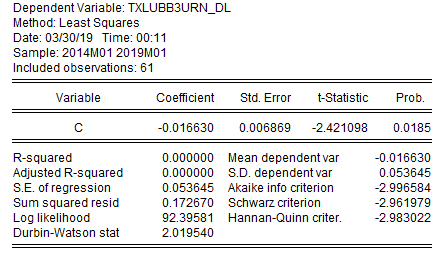 Dependent Variable: TXLUBB3URN_DL
Method: Least Squares
Date: 03/30/19 Time: 00:11
Sample: 2014M01 2019M01
Included observations: 61
Variable Coefficient Std. Error t-Statistic Prob.
C -0.016630 0.006869 -2.421098 0.0185
R-squared 0.000000 Mean dependent var -0.016630
Adjusted R-squared 0.000000 S.D. dependent var 0.053645
S.E. of regression 0.053645 Akaike info criterion -2.996584
Sum squared resid 0.172670 Schwarz criterion -2.961979
Log likelihood 92.39581 Hannan-Quinn criter. -2.983022
Durbin-Watson stat 2.019540